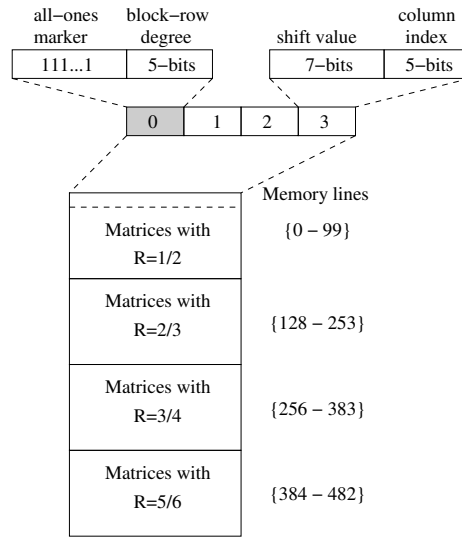 all−ones marker
block−row degree
shift value
column index
111...1
5−bits
7−bits
5−bits
0 1 2 3
Memory lines
Matrices with R=1/2
{0 − 99}
Matrices with R=2/3
{128 − 253}
Matrices with R=3/4
{256 − 383}
Matrices with R=5/6
{384 − 482}